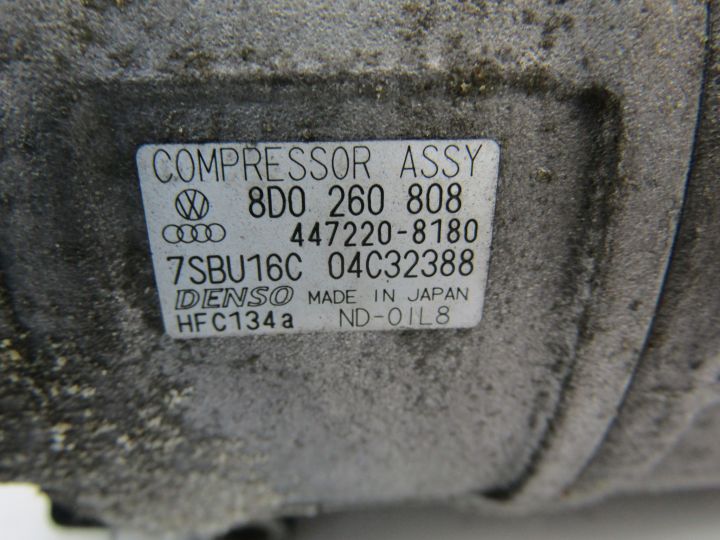 COMPRESSOR ASSY
8D0 260 808
447220-8180
7SBU16C 04C32388
DENSO MADE IN JAPAN
HFC134a ND-OIL8